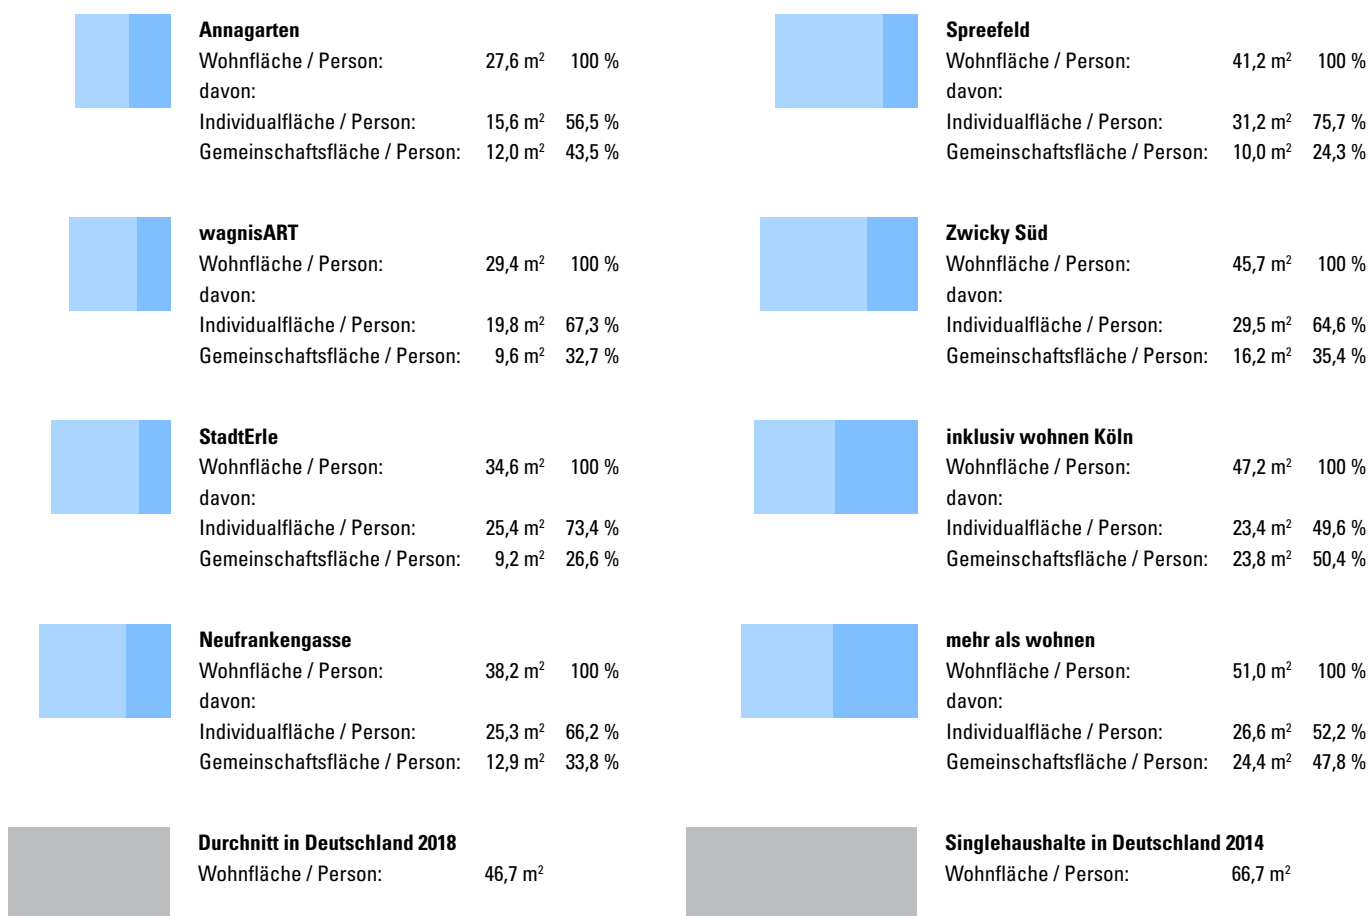 Annagarten
Wohnfläche / Person: 27,6 m² 100 %
davon:
Individualfläche / Person: 15,6 m² 56,5 %
Gemeinschaftsfläche / Person: 12,0 m² 43,5 %
wagnisART
Wohnfläche / Person: 29,4 m² 100 %
davon:
Individualfläche / Person: 19,8 m² 67,3 %
Gemeinschaftsfläche / Person: 9,6 m² 32,7 %
StadtErle
Wohnfläche / Person: 34,6 m² 100 %
davon:
Individualfläche / Person: 25,4 m² 73,4 %
Gemeinschaftsfläche / Person: 9,2 m² 26,6 %
Neufrankengasse
Wohnfläche / Person: 38,2 m² 100 %
davon:
Individualfläche / Person: 25,3 m² 66,2 %
Gemeinschaftsfläche / Person: 12,9 m² 33,8 %
Durchnitt in Deutschland 2018
Wohnfläche / Person: 46,7 m²
Spreefeld
Wohnfläche / Person: 41,2 m² 100 %
davon:
Individualfläche / Person: 31,2 m² 75,7 %
Gemeinschaftsfläche / Person: 10,0 m² 24,3 %
Zwicky Süd
Wohnfläche / Person: 45,7 m² 100 %
davon:
Individualfläche / Person: 29,5 m² 64,6 %
Gemeinschaftsfläche / Person: 16,2 m² 35,4 %
inklusiv wohnen Köln
Wohnfläche / Person: 47,2 m² 100 %
davon:
Individualfläche / Person: 23,4 m² 49,6 %
Gemeinschaftsfläche / Person: 23,8 m² 50,4 %
mehr als wohnen
Wohnfläche / Person: 51,0 m² 100 %
davon:
Individualfläche / Person: 26,6 m² 52,2 %
Gemeinschaftsfläche / Person: 24,4 m² 47,8 %
Singlehaushalte in Deutschland 2014
Wohnfläche / Person: 66,7 m²